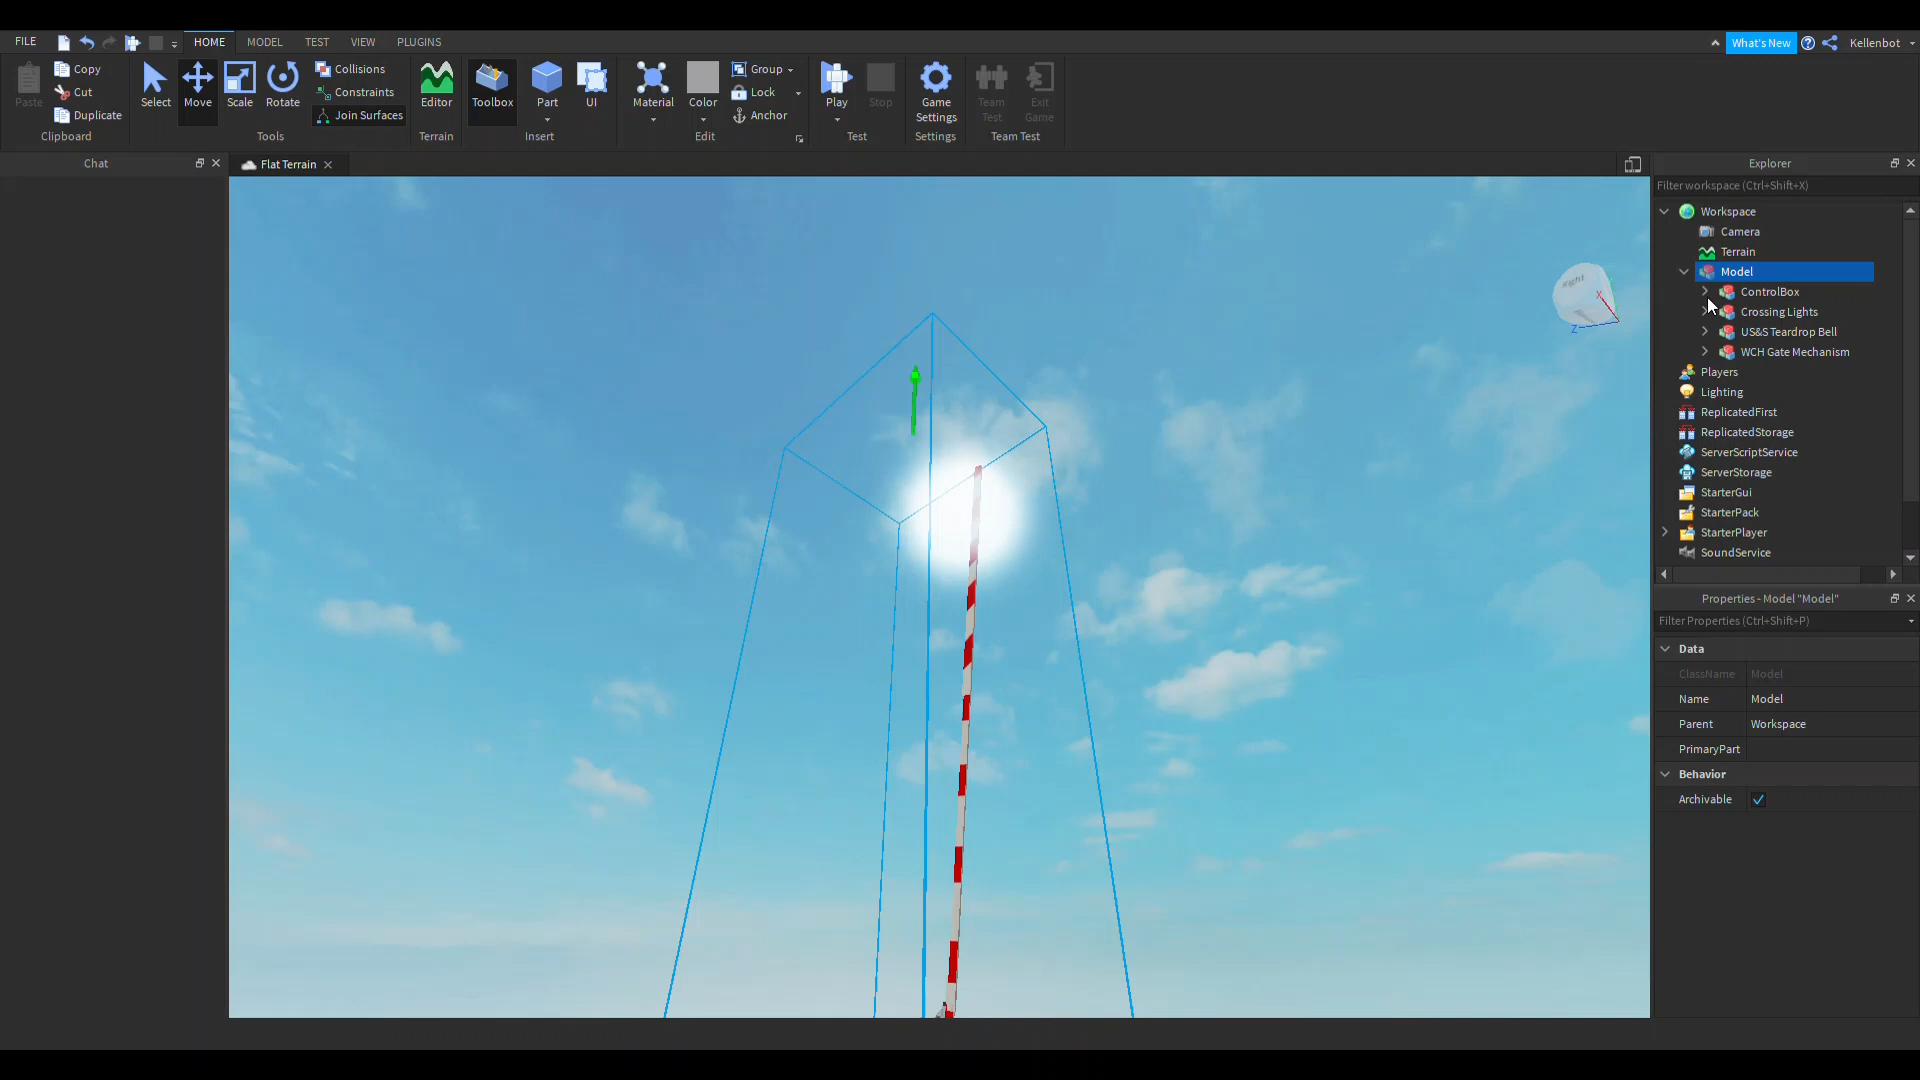 FILE
HOME
MODEL
TEST
VIEW
PLUGINS
What's New
Kellenbot
Paste
Copy
Cut
Duplicate
Clipboard
Select
Move
Scale
Rotate
Collisions
Constraints
Join Surfaces
Tools
Editor
Terrain
Toolbox
Part
UI
Insert
Material
Color
Group
Lock
Anchor
Edit
Play
Stop
Test
Game
Settings
Settings
Team
Test
Exit
Game
Team Test
Chat
Flat Terrain
Right
X
Z
Explorer
Filter workspace (Ctrl+Shift+X)
Workspace
Camera
Terrain
Model
ControlBox
Crossing Lights
US&S Teardrop Bell
WCH Gate Mechanism
Players
Lighting
ReplicatedFirst
ReplicatedStorage
ServerScriptService
ServerStorage
StarterGui
StarterPack
StarterPlayer
SoundService
Properties - Model "Model"
Filter Properties (Ctrl+Shift+P)
Data
ClassName Model
Name Model
Parent Workspace
PrimaryPart
Behavior
Archivable